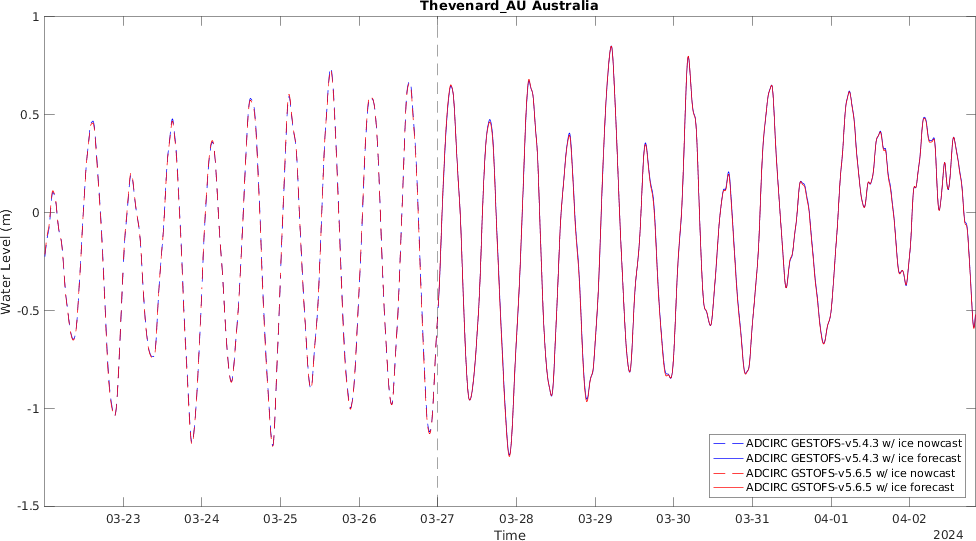 Thevenard_AU Australia
1
0.5
0
-0.5
-1
-1.5
Water Level (m)
ADCIRC GESTOFS-v5.4.3 w/ ice nowcast
ADCIRC GESTOFS-v5.4.3 w/ ice forecast
ADCIRC GSTOFS-v5.6.5 w/ ice nowcast
ADCIRC GSTOFS-v5.6.5 w/ ice forecast
03-23 03-24 03-25 03-26 03-27 03-28 03-29 03-30 03-31 04-01 04-02
Time
2024